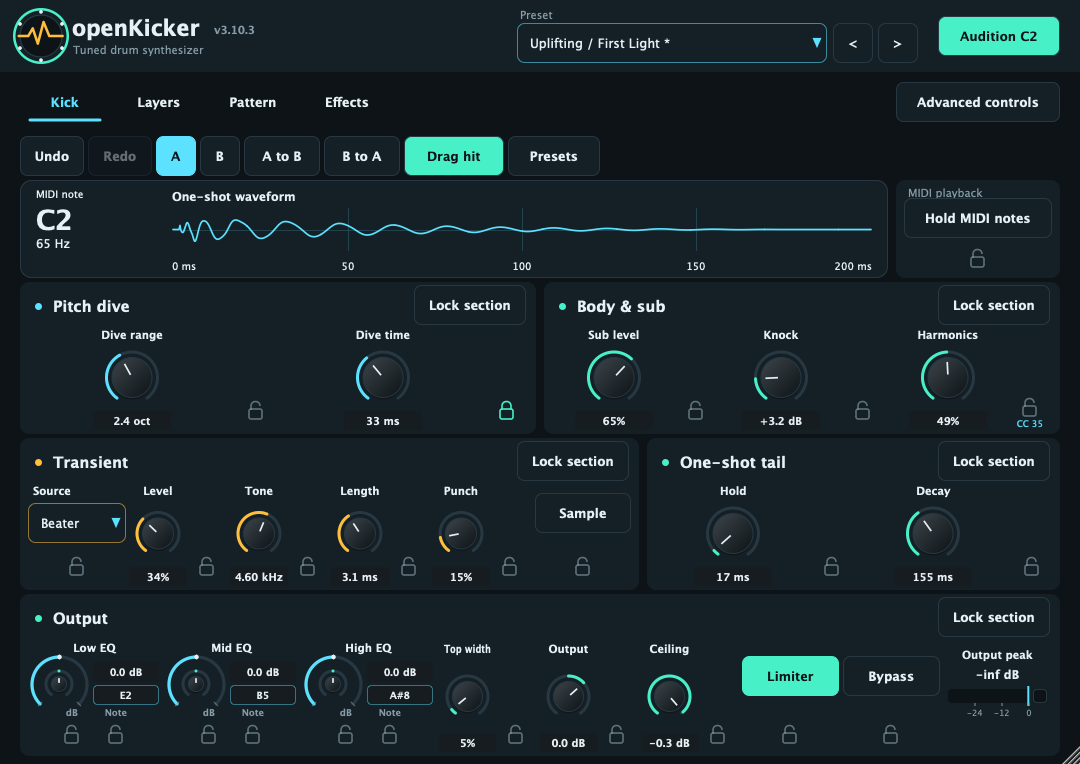 openKicker v3.10.3
Tuned drum synthesizer
Preset
Uplifting / First Light *
<
>
Audition C2
Kick Layers Pattern Effects
Advanced controls
Undo Redo A B A to B B to A Drag hit Presets
MIDI note
C2
65 Hz
One-shot waveform
0 ms 50 100 150 200 ms
MIDI playback
Hold MIDI notes
Pitch dive
Lock section
Dive range Dive time
2.4 oct 33 ms
Body & sub
Lock section
Sub level Knock Harmonics
65% +3.2 dB 49%
CC 35
Transient
Lock section
Source Level Tone Length Punch
Beater
Sample
34% 4.60 kHz 3.1 ms 15%
One-shot tail
Lock section
Hold Decay
17 ms 155 ms
Output
Lock section
Low EQ Mid EQ High EQ Top width Output Ceiling
0.0 dB 0.0 dB 0.0 dB
E2 B5 A#8
dB Note dB Note dB Note
5% 0.0 dB -0.3 dB
Limiter
Bypass
Output peak
-inf dB
-24 -12 0